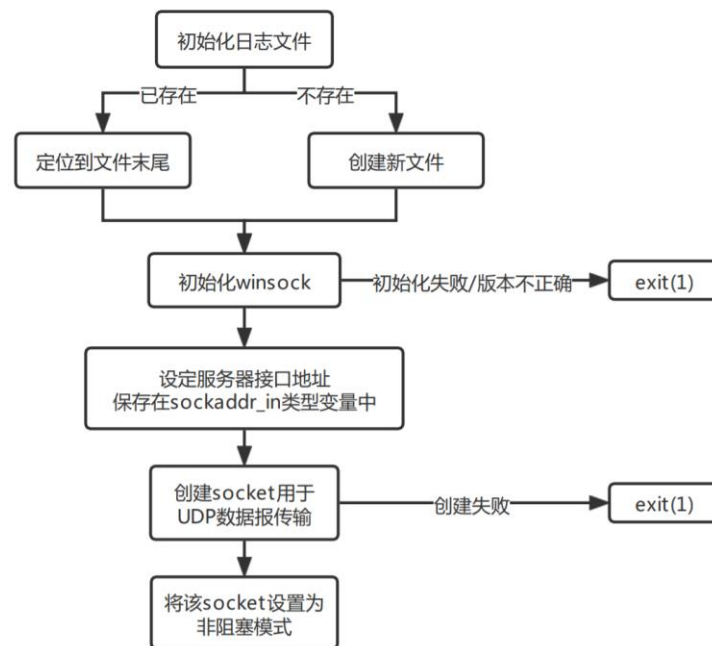 初始化日志文件
已存在
不存在
定位到文件末尾
创建新文件
初始化winsock
初始化失败/版本不正确
exit(1)
设定服务器接口地址
保存在sockaddr_in类型变量中
创建socket用于
UDP数据报传输
创建失败
exit(1)
将该socket设置为
非阻塞模式